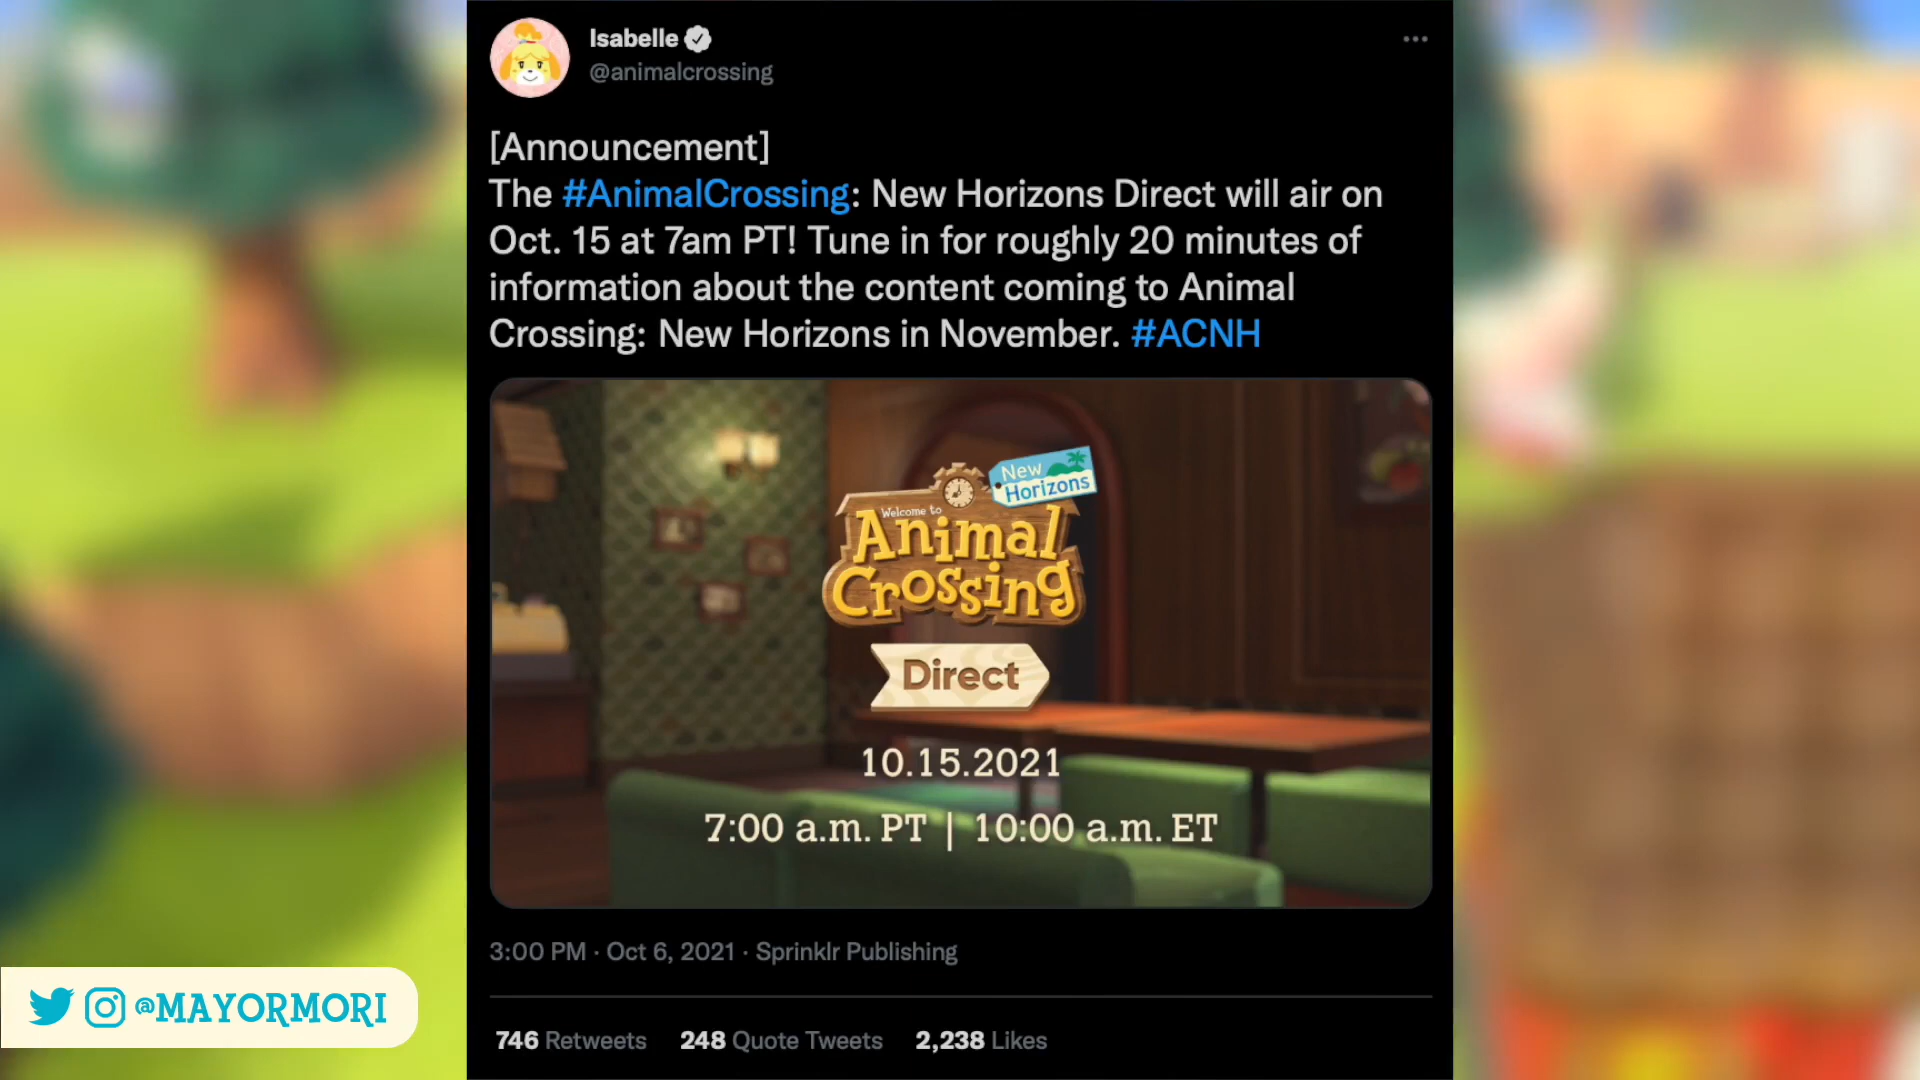 Isabelle
@animalcrossing
[Announcement]
The #AnimalCrossing: New Horizons Direct will air on
Oct. 15 at 7am PT! Tune in for roughly 20 minutes of
information about the content coming to Animal
Crossing: New Horizons in November. #ACNH
New
Horizons
Welcome to
Animal
Crossing
Direct
10.15.2021
7:00 a.m. PT | 10:00 a.m. ET
3:00 PM · Oct 6, 2021 · Sprinklr Publishing
@MAYORMORI
746 Retweets 248 Quote Tweets 2,238 Likes